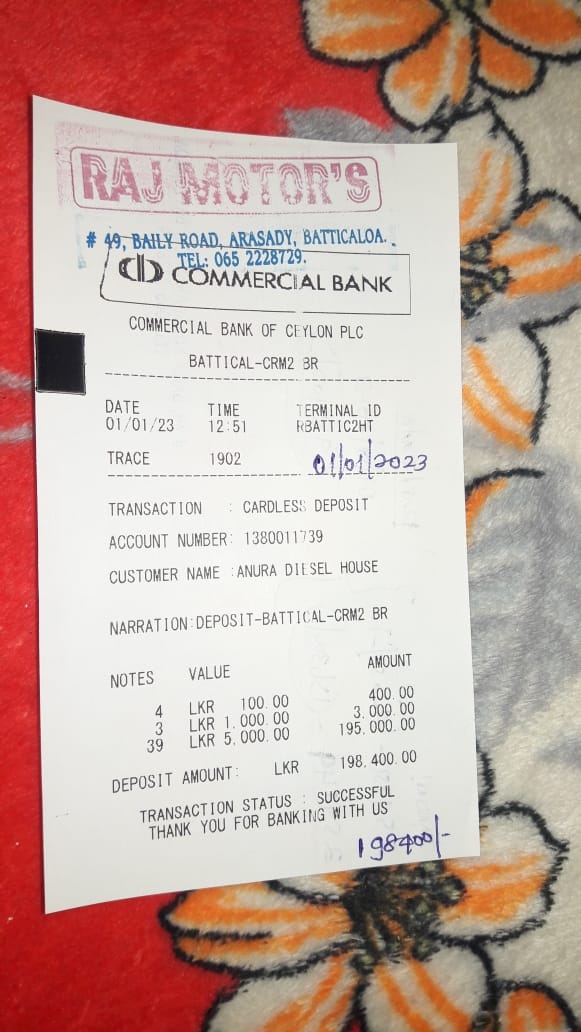 RAJ MOTOR'S
# 49, BAILY ROAD, ARASADY, BATTICALOA.
TEL: 065 2228729.
COMMERCIAL BANK
COMMERCIAL BANK OF CEYLON PLC
BATTICAL-CRM2 BR
DATE TIME TERMINAL ID
01/01/23 12:51 RBATTIC2HT
TRACE 1902 01/01/2023
TRANSACTION : CARDLESS DEPOSIT
ACCOUNT NUMBER: 1380011739
CUSTOMER NAME :ANURA DIESEL HOUSE
NARRATION:DEPOSIT-BATTICAL-CRM2 BR
NOTES VALUE AMOUNT
4 LKR 100.00 400.00
3 LKR 1,000.00 3,000.00
39 LKR 5,000.00 195,000.00
DEPOSIT AMOUNT: LKR 198,400.00
TRANSACTION STATUS : SUCCESSFUL
THANK YOU FOR BANKING WITH US
198400/-